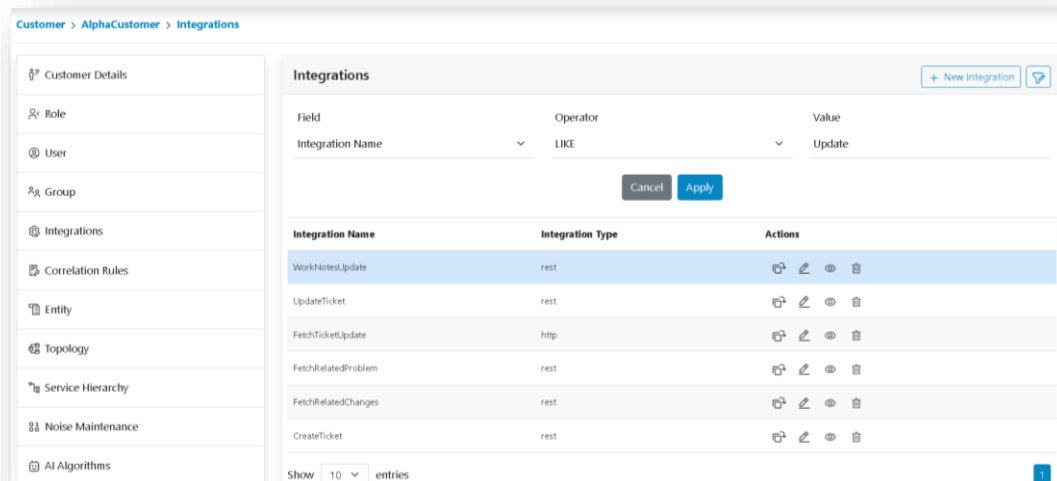 Customer > AlphaCustomer > Integrations
Customer Details
Role
User
Group
Integrations
Correlation Rules
Entity
Topology
Service Hierarchy
Noise Maintenance
AI Algorithms
Integrations + New Integration
Field Operator Value
Integration Name LIKE Update
Cancel Apply
Integration Name Integration Type Actions
WorkNotesUpdate rest
UpdateTicket rest
FetchTicketUpdate http
FetchRelatedProblem rest
FetchRelatedChanges rest
CreateTicket rest
Show 10 entries 1